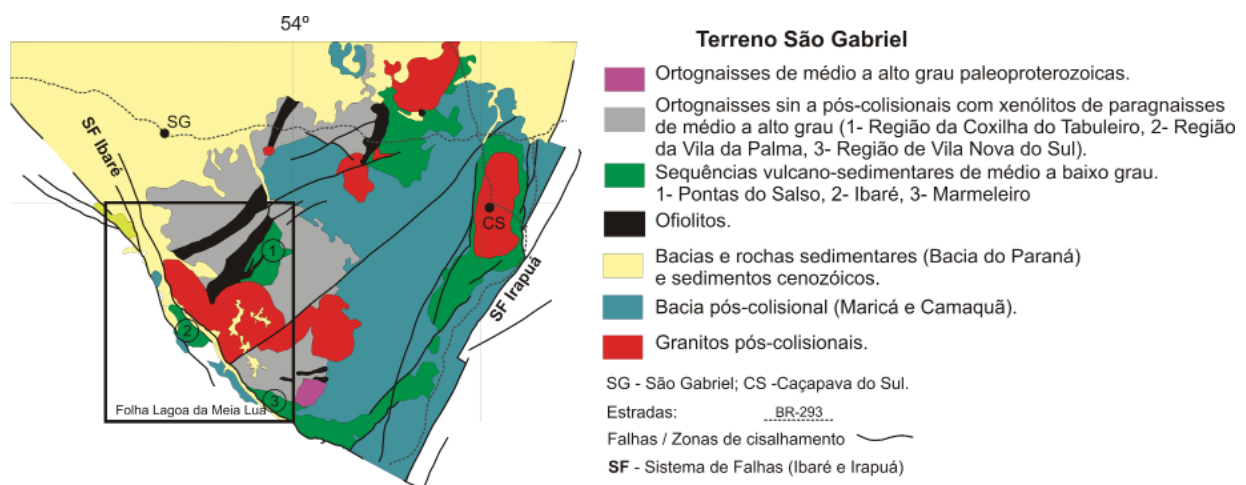 54º
SG
SF Ibaré
CS
SF Irapuá
1
2
3
Folha Lagoa da Meia Lua
Terreno São Gabriel
Ortognaisses de médio a alto grau paleoproterozoicas.
Ortognaisses sin a pós-colisionais com xenólitos de paragnaisses
de médio a alto grau (1- Região da Coxilha do Tabuleiro, 2- Região
da Vila da Palma, 3- Região de Vila Nova do Sul).
Sequências vulcano-sedimentares de médio a baixo grau.
1- Pontas do Salso, 2- Ibaré, 3- Marmeleiro
Ofiolitos.
Bacias e rochas sedimentares (Bacia do Paraná)
e sedimentos cenozóicos.
Bacia pós-colisional (Maricá e Camaquã).
Granitos pós-colisionais.
SG - São Gabriel; CS -Caçapava do Sul.
Estradas: BR-293
Falhas / Zonas de cisalhamento
SF - Sistema de Falhas (Ibaré e Irapuá)